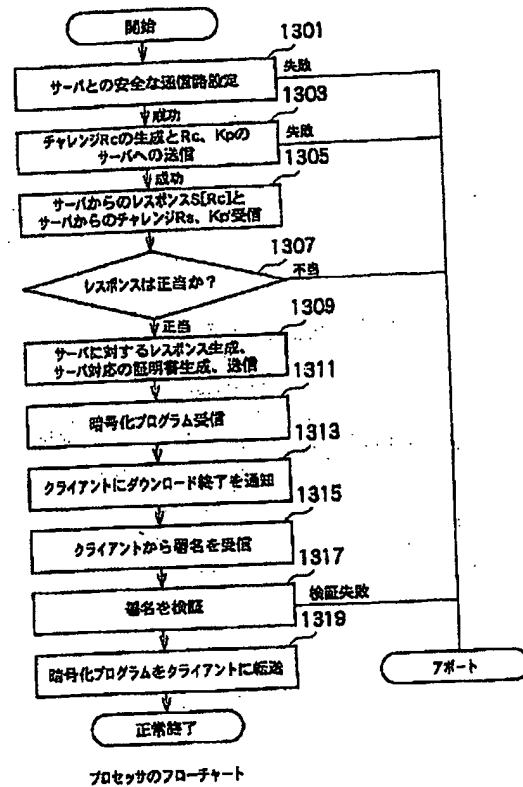 開始
1301
サーバとの安全な通信路設定
失敗
成功
1303
チャレンジRcの生成とRc、Kpの
サーバへの送信
失敗
成功
1305
サーバからのレスポンスS[Rc]と
サーバからのチャレンジRs、Kp'受信
1307
レスポンスは正当か？
不当
正当
1309
サーバに対するレスポンス生成、
サーバ対応の証明書生成、送信
1311
暗号化プログラム受信
1313
クライアントにダウンロード終了を通知
1315
クライアントから署名を受信
1317
署名を検証
検証失敗
1319
暗号化プログラムをクライアントに転送
アボート
正常終了
プロセッサのフローチャート